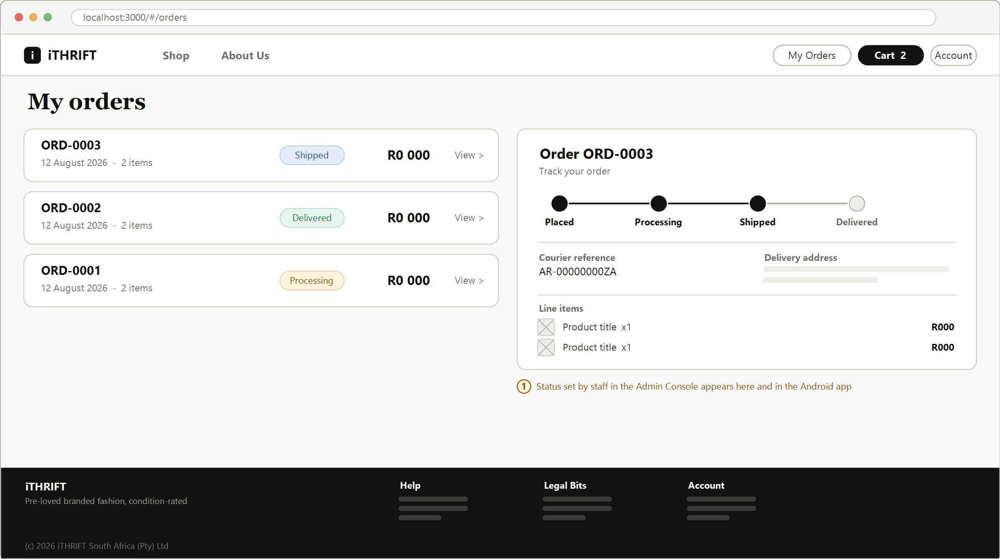 localhost:3000/#/orders
i iTHRIFT
Shop
About Us
My Orders
Cart 2
Account
My orders
ORD-0003
12 August 2026 - 2 items
Shipped
R0 000
View >
ORD-0002
12 August 2026 - 2 items
Delivered
R0 000
View >
ORD-0001
12 August 2026 - 2 items
Processing
R0 000
View >
Order ORD-0003
Track your order
Placed
Processing
Shipped
Delivered
Courier reference
AR-00000000ZA
Delivery address
Line items
Product title x1
R000
Product title x1
R000
1 Status set by staff in the Admin Console appears here and in the Android app
iTHRIFT
Pre-loved branded fashion, condition-rated
Help
Legal Bits
Account
(c) 2026 iTHRIFT South Africa (Pty) Ltd